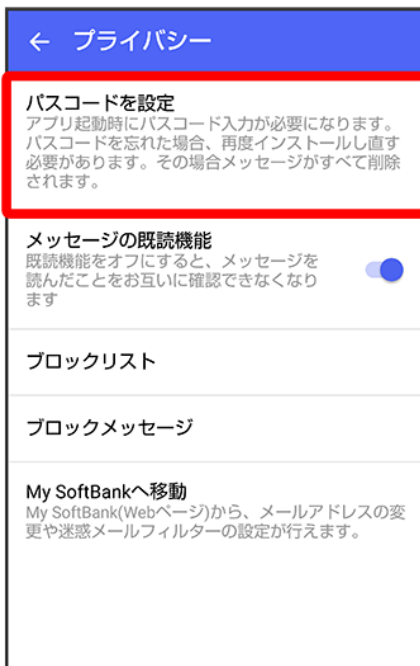 ← プライバシー
パスコードを設定
アプリ起動時にパスコード入力が必要になります。
パスコードを忘れた場合、再度インストールし直す
必要があります。その場合メッセージがすべて削除
されます。
メッセージの既読機能
既読機能をオフにすると、メッセージを
読んだことをお互いに確認できなくなり
ます
ブロックリスト
ブロックメッセージ
My SoftBankへ移動
My SoftBank(Webページ)から、メールアドレスの変
更や迷惑メールフィルターの設定が行えます。